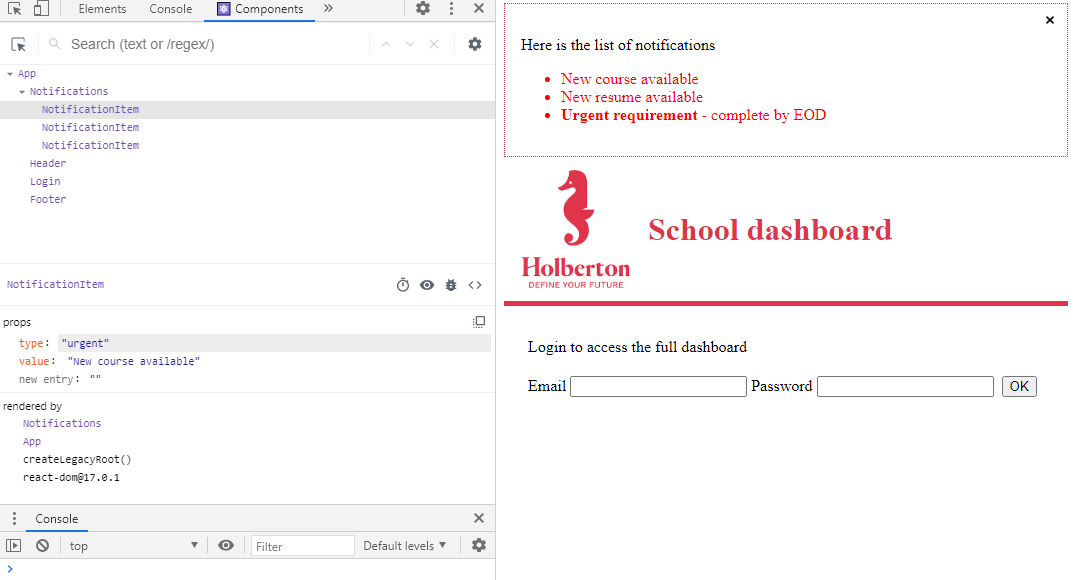 Elements Console Components »
Search (text or /regex/)
App
Notifications
NotificationItem
NotificationItem
NotificationItem
Header
Login
Footer
NotificationItem
props
type: "urgent"
value: "New course available"
new entry: ""
rendered by
Notifications
App
createLegacyRoot()
react-dom@17.0.1
Console
top Filter Default levels
Here is the list of notifications
New course available
New resume available
Urgent requirement - complete by EOD
Holberton
DEFINE YOUR FUTURE
School dashboard
Login to access the full dashboard
Email Password OK